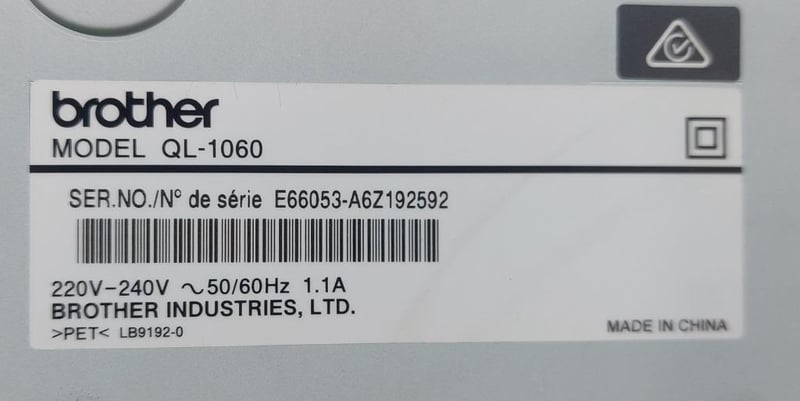 brother
MODEL QL-1060
SER.NO./Nº de série E66053-A6Z192592
220V–240V ∿50/60Hz 1.1A
BROTHER INDUSTRIES, LTD.
>PET< LB9192-0
MADE IN CHINA